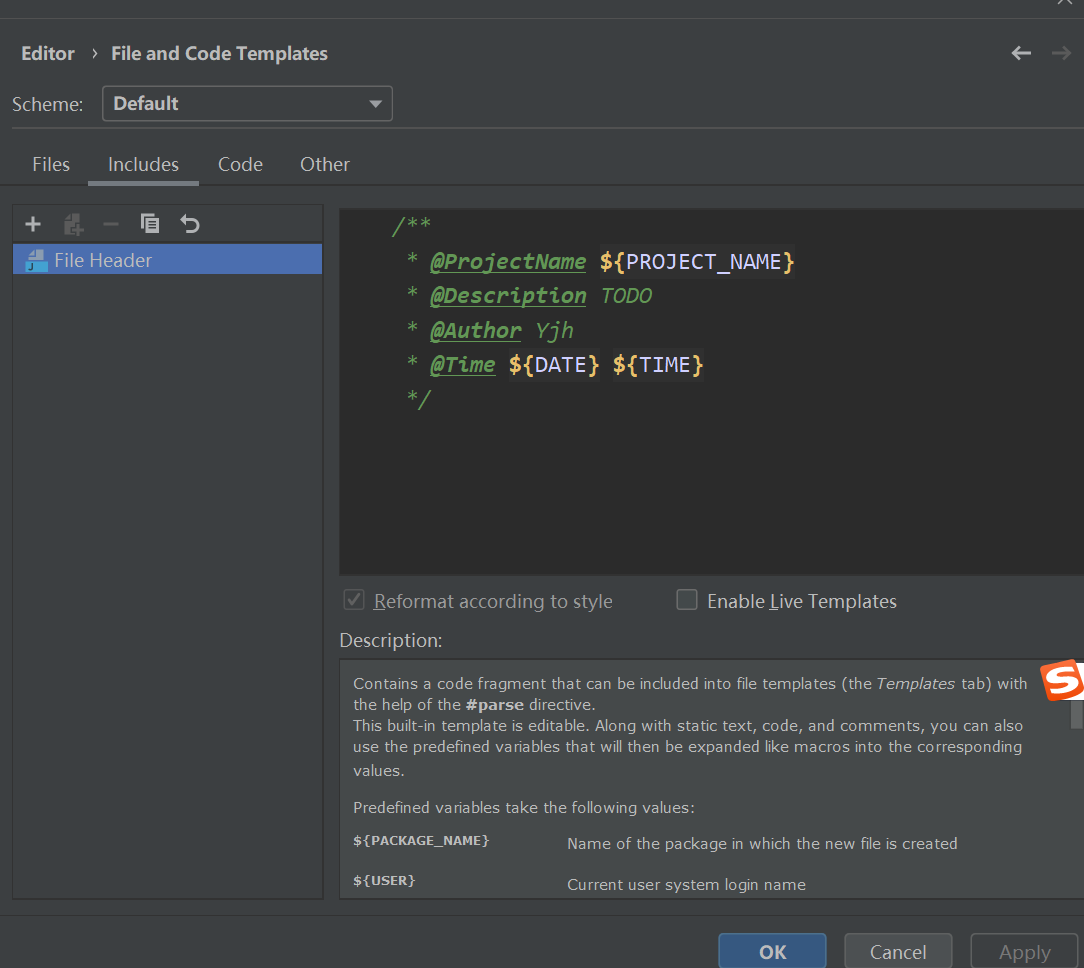 Editor › File and Code Templates
Scheme: Default
Files Includes Code Other
File Header
/**
* @ProjectName ${PROJECT_NAME}
* @Description TODO
* @Author Yjh
* @Time ${DATE} ${TIME}
*/
Reformat according to style Enable Live Templates
Description:
Contains a code fragment that can be included into file templates (the Templates tab) with
the help of the #parse directive.
This built-in template is editable. Along with static text, code, and comments, you can also
use the predefined variables that will then be expanded like macros into the corresponding
values.
Predefined variables take the following values:
${PACKAGE_NAME} Name of the package in which the new file is created
${USER} Current user system login name
OK Cancel Apply